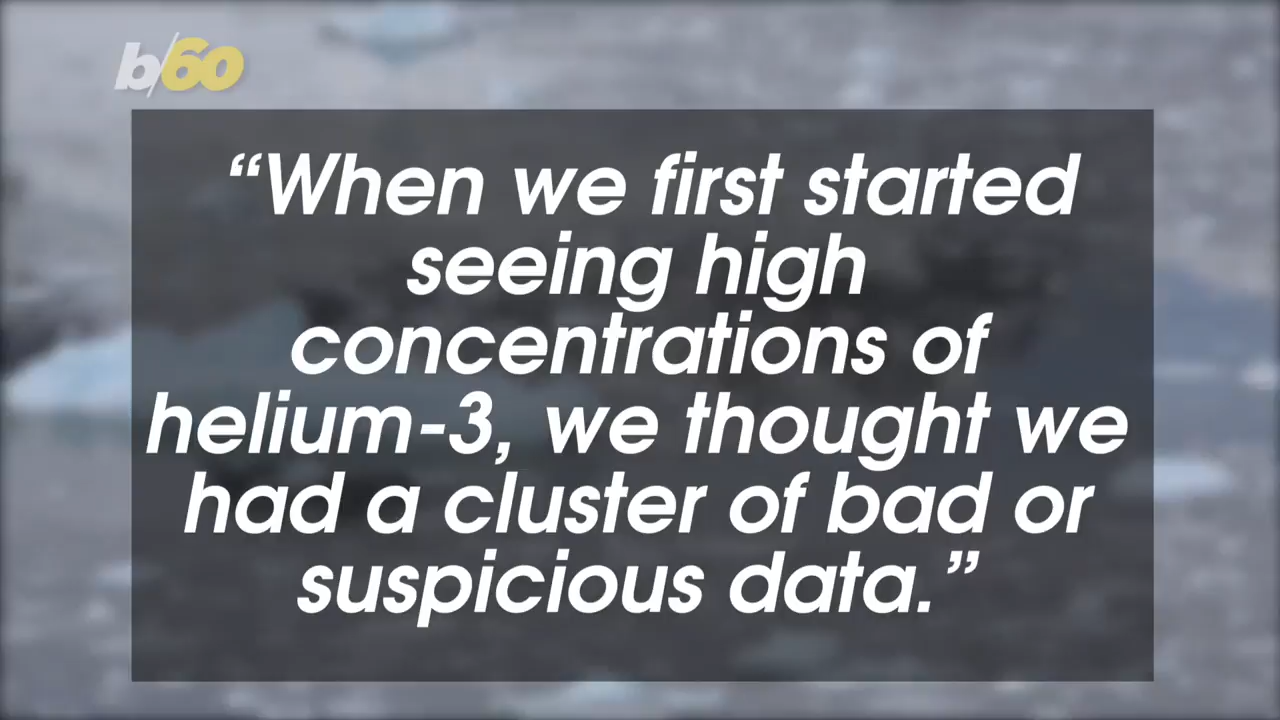 b/60
“When we first started
seeing high
concentrations of
helium-3, we thought we
had a cluster of bad or
suspicious data.”